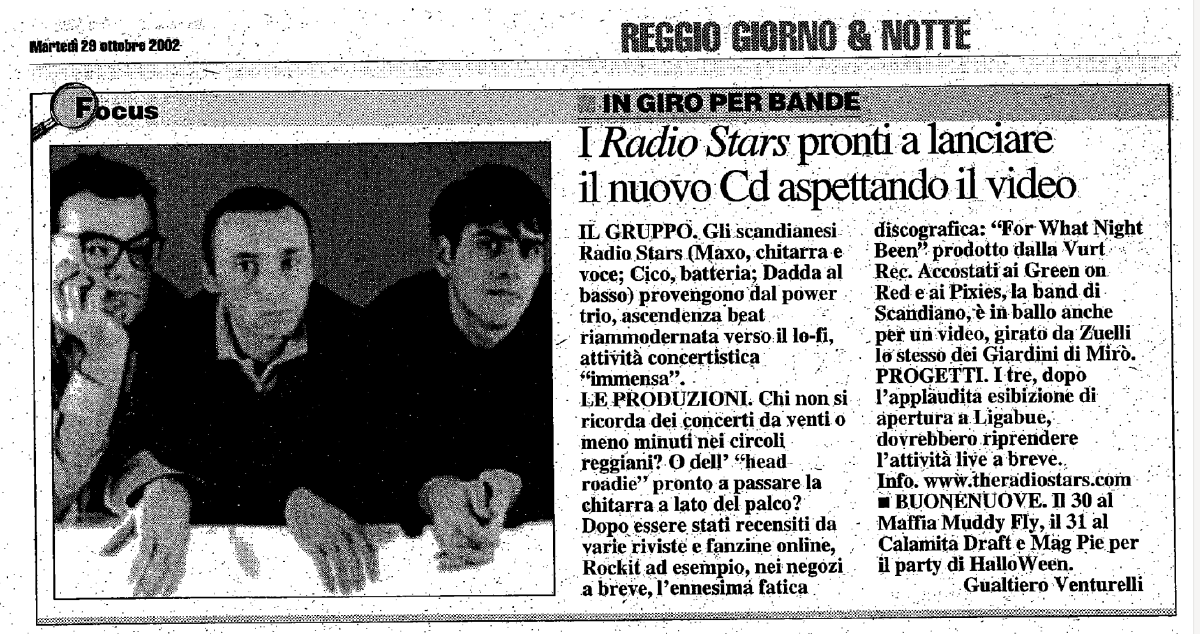 Martedì 29 ottobre 2002
REGGIO GIORNO & NOTTE
Focus
IN GIRO PER BANDE
I Radio Stars pronti a lanciare
il nuovo Cd aspettando il video
IL GRUPPO. Gli scandianesi
Radio Stars (Maxo, chitarra e
voce; Cico, batteria; Dadda al
basso) provengono dal power
trio, ascendenza beat
riammodernata verso il lo-fi,
attività concertistica
“immensa”.
LE PRODUZIONI. Chi non si
ricorda dei concerti da venti o
meno minuti nei circoli
reggiani? O dell’ “head
roadie” pronto a passare la
chitarra a lato del palco?
Dopo essere stati recensiti da
varie riviste e fanzine online,
Rockit ad esempio, nei negozi
a breve, l’ennesima fatica
discografica: “For What Night
Been” prodotto dalla Vurt
Rec. Accostati ai Green on
Red e ai Pixies, la band di
Scandiano, è in ballo anche
per un video, girato da Zuelli
lo stesso dei Giardini di Mirò.
PROGETTI. I tre, dopo
l’applaudita esibizione di
apertura a Ligabue,
dovrebbero riprendere
l’attività live a breve.
Info. www.theradiostars.com
■ BUONENUOVE. Il 30 al
Maffia Muddy Fly, il 31 al
Calamita Draft e Mag Pie per
il party di HalloWeen.
Gualtiero Venturelli